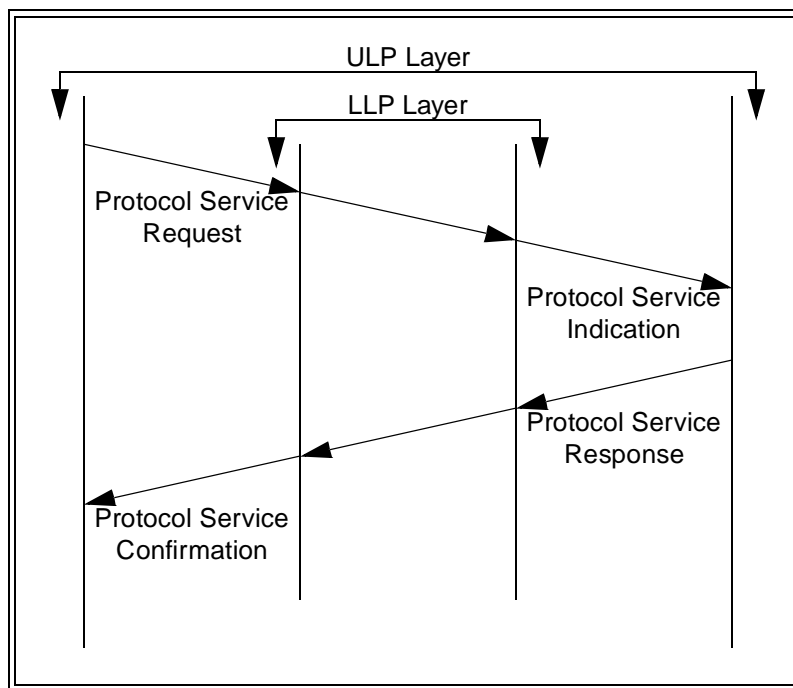 ULP Layer
LLP Layer
Protocol Service
Request
Protocol Service
Indication
Protocol Service
Response
Protocol Service
Confirmation